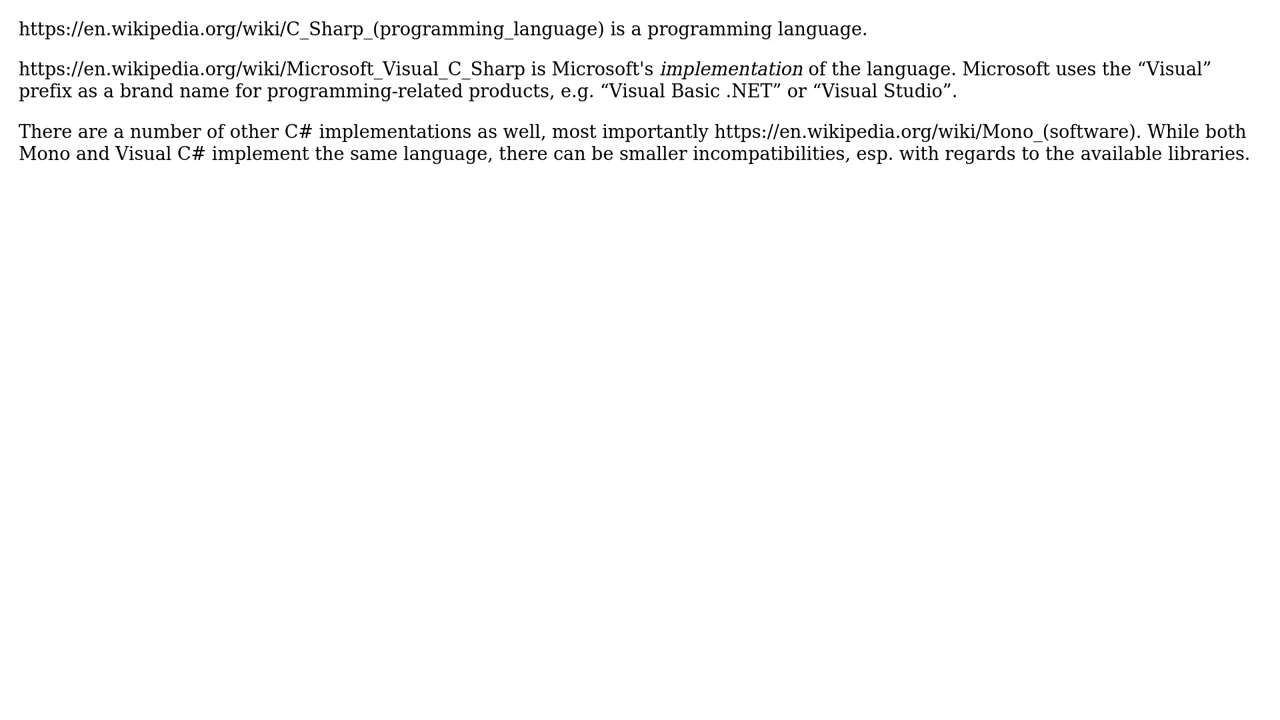 https://en.wikipedia.org/wiki/C_Sharp_(programming_language) is a programming language.
https://en.wikipedia.org/wiki/Microsoft_Visual_C_Sharp is Microsoft's implementation of the language. Microsoft uses the “Visual”
prefix as a brand name for programming-related products, e.g. “Visual Basic .NET” or “Visual Studio”.
There are a number of other C# implementations as well, most importantly https://en.wikipedia.org/wiki/Mono_(software). While both
Mono and Visual C# implement the same language, there can be smaller incompatibilities, esp. with regards to the available libraries.